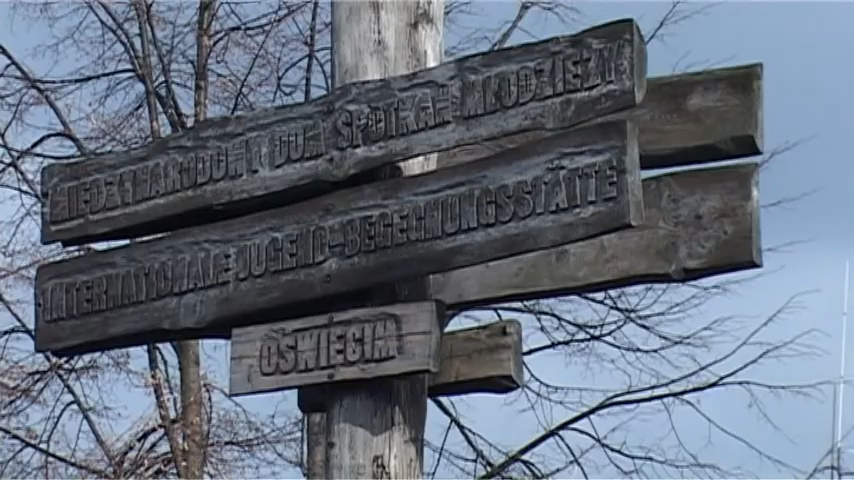 MIĘDZYNARODOWY DOM SPOTKAŃ MŁODZIEŻY
INTERNATIONALE JUGEND-BEGEGNUNGSSTÄTTE
OŚWIĘCIM